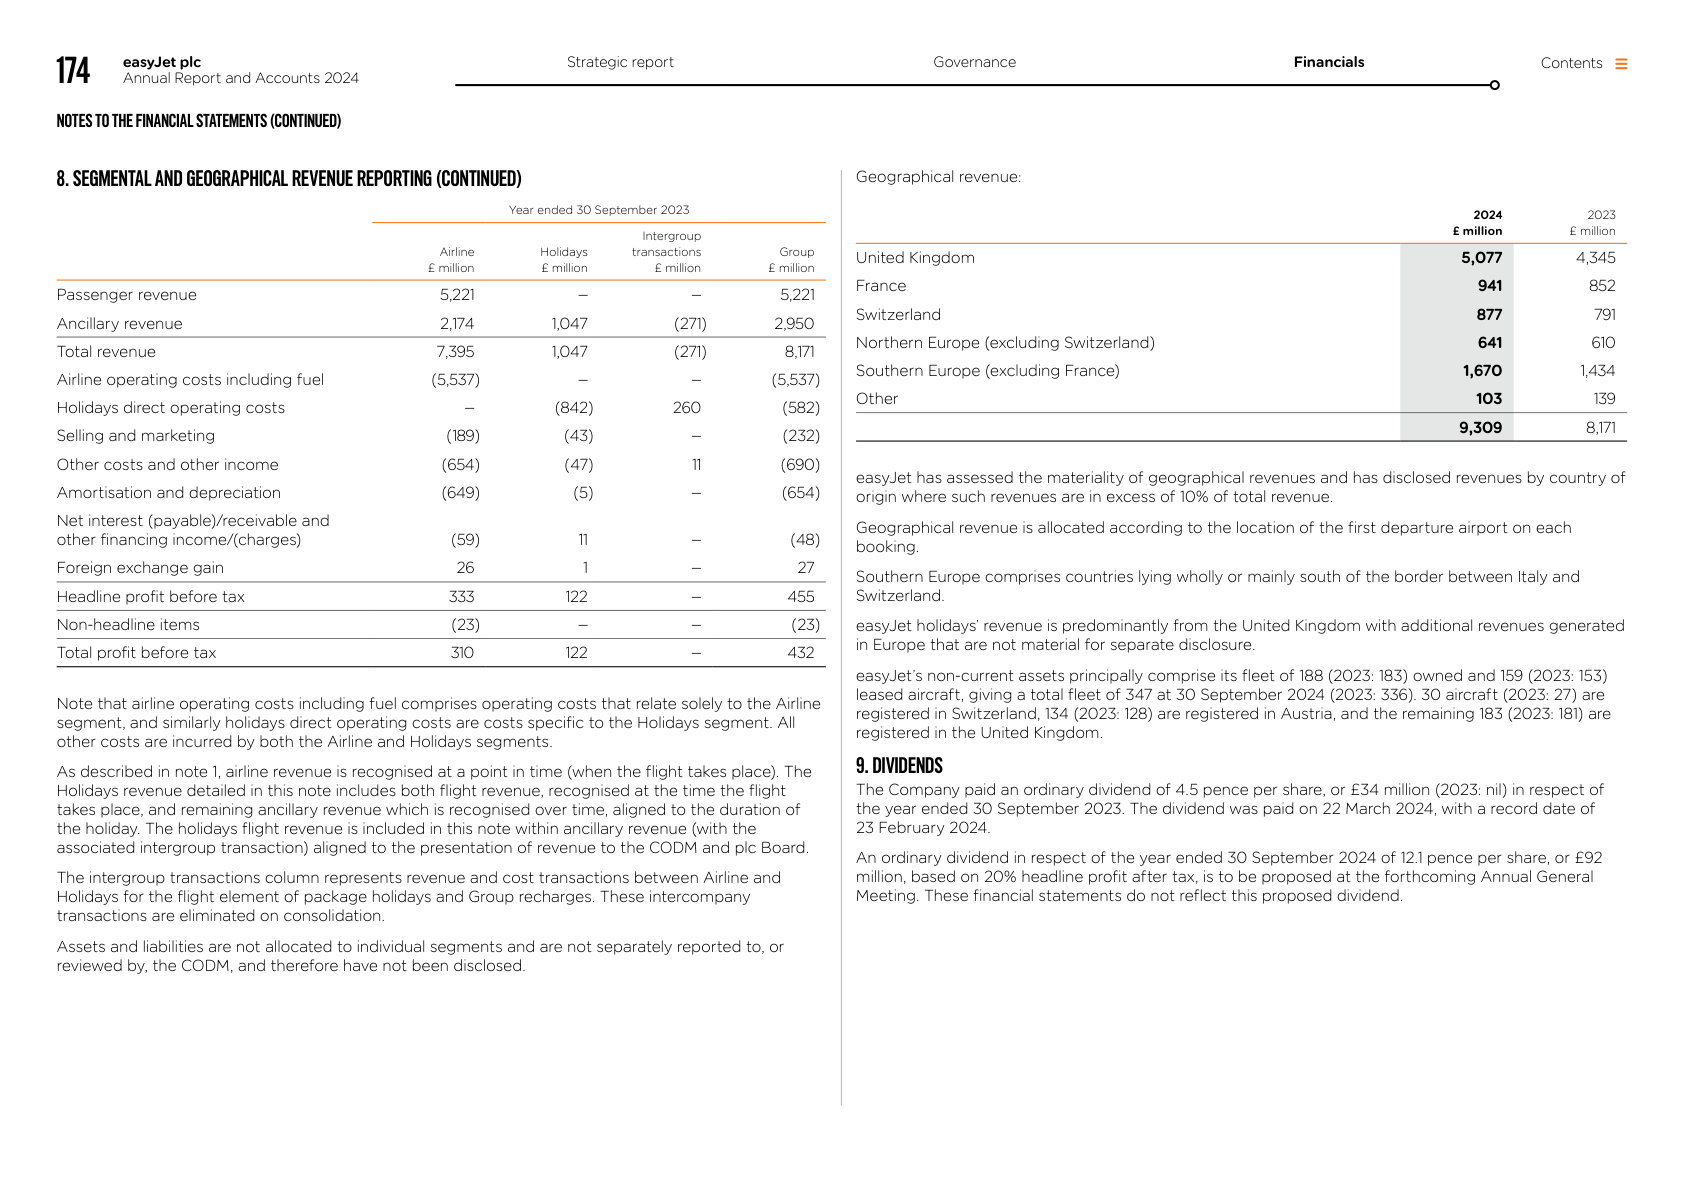 174
easyJet plc
Annual Report and Accounts 2024
Strategic report
Governance
Financials
Contents
NOTES TO THE FINANCIAL STATEMENTS (CONTINUED)
8. SEGMENTAL AND GEOGRAPHICAL REVENUE REPORTING (CONTINUED)
Year ended 30 September 2023
Airline £ million Holidays £ million Intergroup transactions £ million Group £ million
Passenger revenue 5,221 – – 5,221
Ancillary revenue 2,174 1,047 (271) 2,950
Total revenue 7,395 1,047 (271) 8,171
Airline operating costs including fuel (5,537) – – (5,537)
Holidays direct operating costs – (842) 260 (582)
Selling and marketing (189) (43) – (232)
Other costs and other income (654) (47) 11 (690)
Amortisation and depreciation (649) (5) – (654)
Net interest (payable)/receivable and
other financing income/(charges) (59) 11 – (48)
Foreign exchange gain 26 1 – 27
Headline profit before tax 333 122 – 455
Non-headline items (23) – – (23)
Total profit before tax 310 122 – 432
Note that airline operating costs including fuel comprises operating costs that relate solely to the Airline
segment, and similarly holidays direct operating costs are costs specific to the Holidays segment. All
other costs are incurred by both the Airline and Holidays segments.
As described in note 1, airline revenue is recognised at a point in time (when the flight takes place). The
Holidays revenue detailed in this note includes both flight revenue, recognised at the time the flight
takes place, and remaining ancillary revenue which is recognised over time, aligned to the duration of
the holiday. The holidays flight revenue is included in this note within ancillary revenue (with the
associated intergroup transaction) aligned to the presentation of revenue to the CODM and plc Board.
The intergroup transactions column represents revenue and cost transactions between Airline and
Holidays for the flight element of package holidays and Group recharges. These intercompany
transactions are eliminated on consolidation.
Assets and liabilities are not allocated to individual segments and are not separately reported to, or
reviewed by, the CODM, and therefore have not been disclosed.
Geographical revenue:
2024 £ million 2023 £ million
United Kingdom 5,077 4,345
France 941 852
Switzerland 877 791
Northern Europe (excluding Switzerland) 641 610
Southern Europe (excluding France) 1,670 1,434
Other 103 139
9,309 8,171
easyJet has assessed the materiality of geographical revenues and has disclosed revenues by country of
origin where such revenues are in excess of 10% of total revenue.
Geographical revenue is allocated according to the location of the first departure airport on each
booking.
Southern Europe comprises countries lying wholly or mainly south of the border between Italy and
Switzerland.
easyJet holidays' revenue is predominantly from the United Kingdom with additional revenues generated
in Europe that are not material for separate disclosure.
easyJet's non-current assets principally comprise its fleet of 188 (2023: 183) owned and 159 (2023: 153)
leased aircraft, giving a total fleet of 347 at 30 September 2024 (2023: 336). 30 aircraft (2023: 27) are
registered in Switzerland, 134 (2023: 128) are registered in Austria, and the remaining 183 (2023: 181) are
registered in the United Kingdom.
9. DIVIDENDS
The Company paid an ordinary dividend of 4.5 pence per share, or £34 million (2023: nil) in respect of
the year ended 30 September 2023. The dividend was paid on 22 March 2024, with a record date of
23 February 2024.
An ordinary dividend in respect of the year ended 30 September 2024 of 12.1 pence per share, or £92
million, based on 20% headline profit after tax, is to be proposed at the forthcoming Annual General
Meeting. These financial statements do not reflect this proposed dividend.